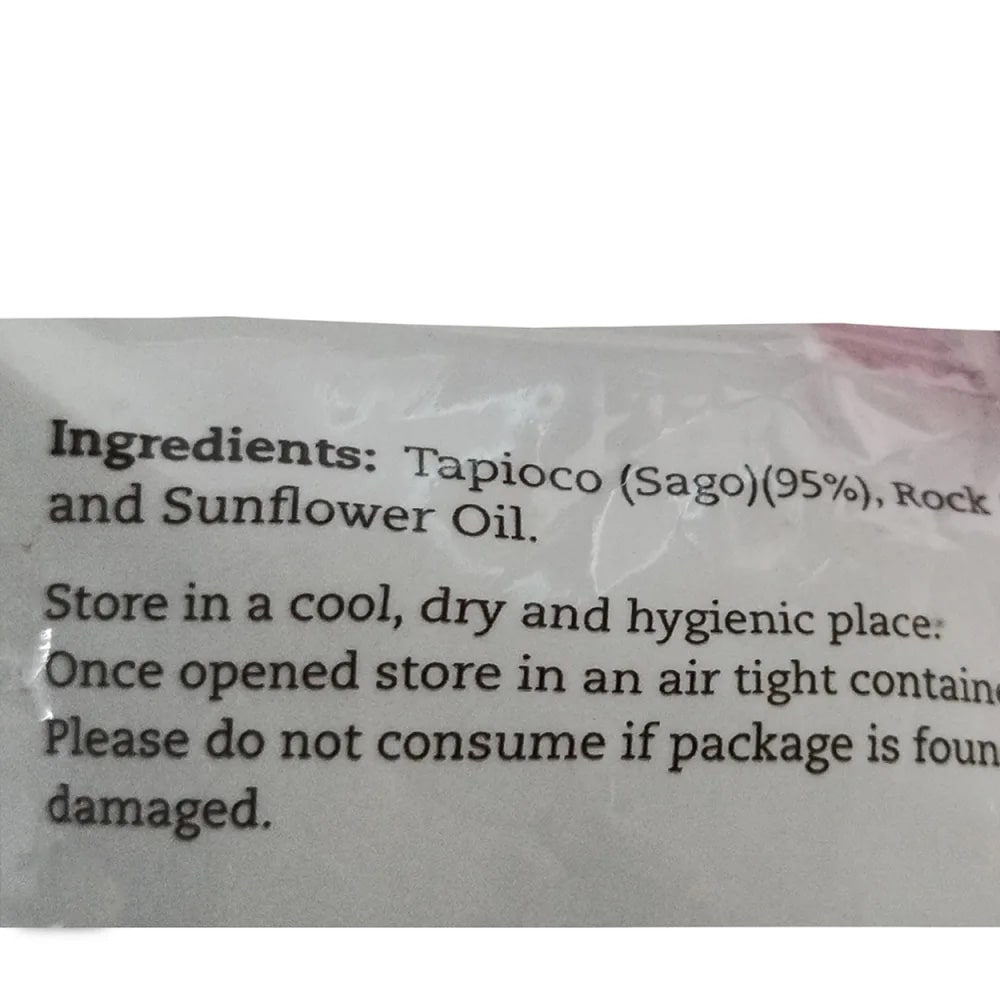 Ingredients: Tapioco (Sago)(95%), Rock
and Sunflower Oil.
Store in a cool, dry and hygienic place.
Once opened store in an air tight contain
Please do not consume if package is foun
damaged.